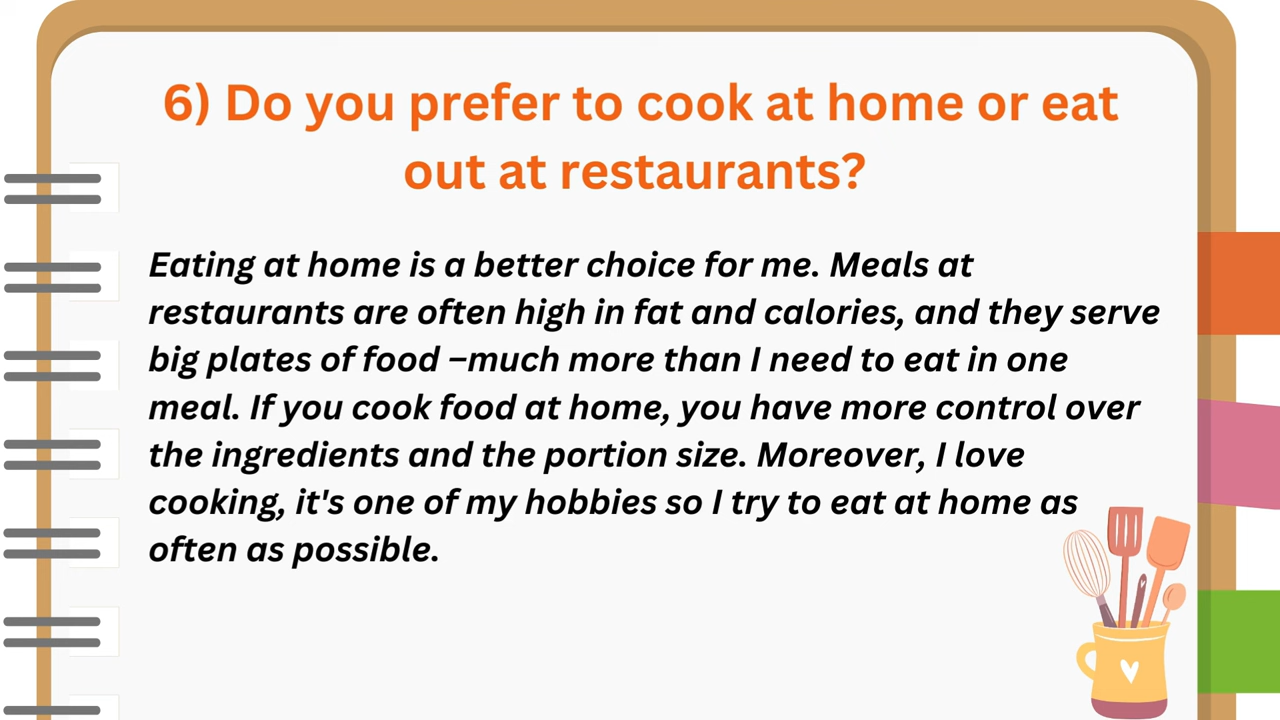 6) Do you prefer to cook at home or eat
out at restaurants?
Eating at home is a better choice for me. Meals at
restaurants are often high in fat and calories, and they serve
big plates of food –much more than I need to eat in one
meal. If you cook food at home, you have more control over
the ingredients and the portion size. Moreover, I love
cooking, it's one of my hobbies so I try to eat at home as
often as possible.